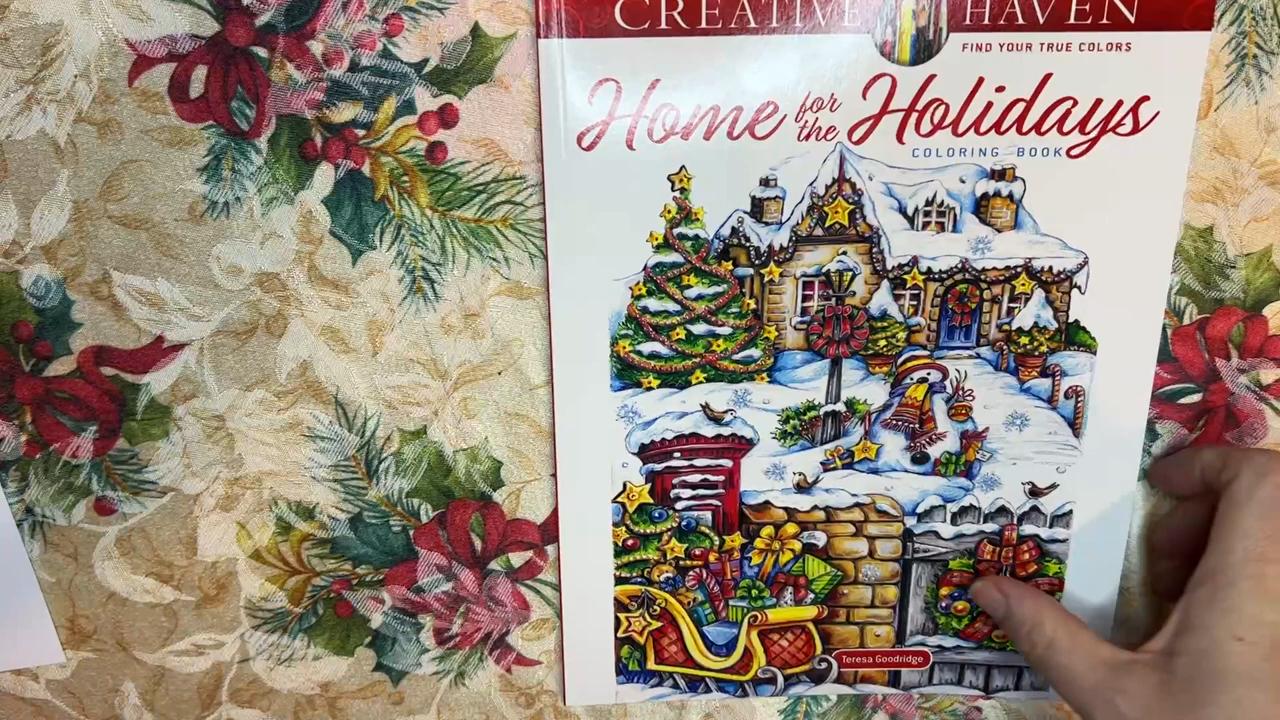 CREATIVE HAVEN
FIND YOUR TRUE COLORS
Home for the Holidays
COLORING BOOK
Teresa Goodridge